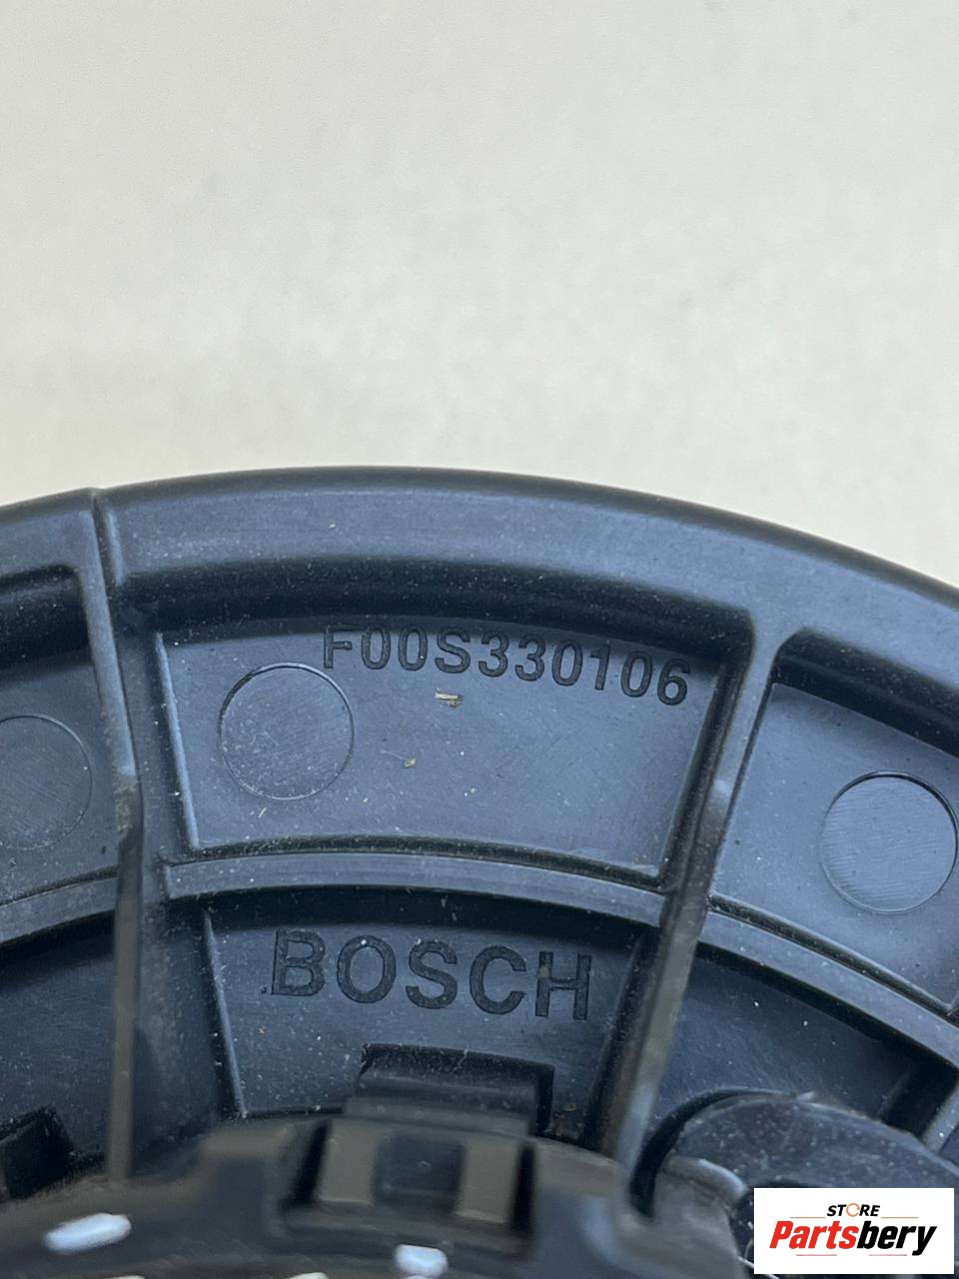 F00S330106
BOSCH
STORE
Partsbery